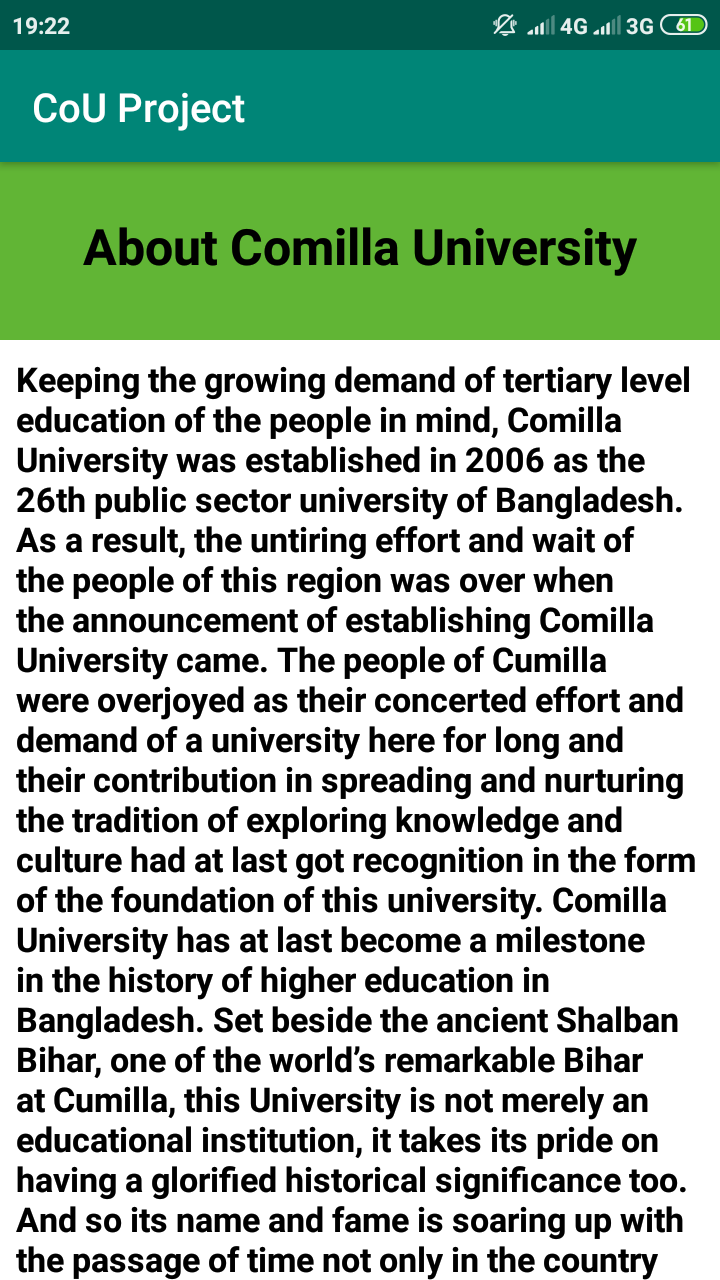 19:22 4G 3G 61
CoU Project
About Comilla University
Keeping the growing demand of tertiary level
education of the people in mind, Comilla
University was established in 2006 as the
26th public sector university of Bangladesh.
As a result, the untiring effort and wait of
the people of this region was over when
the announcement of establishing Comilla
University came. The people of Cumilla
were overjoyed as their concerted effort and
demand of a university here for long and
their contribution in spreading and nurturing
the tradition of exploring knowledge and
culture had at last got recognition in the form
of the foundation of this university. Comilla
University has at last become a milestone
in the history of higher education in
Bangladesh. Set beside the ancient Shalban
Bihar, one of the world’s remarkable Bihar
at Cumilla, this University is not merely an
educational institution, it takes its pride on
having a glorified historical significance too.
And so its name and fame is soaring up with
the passage of time not only in the country